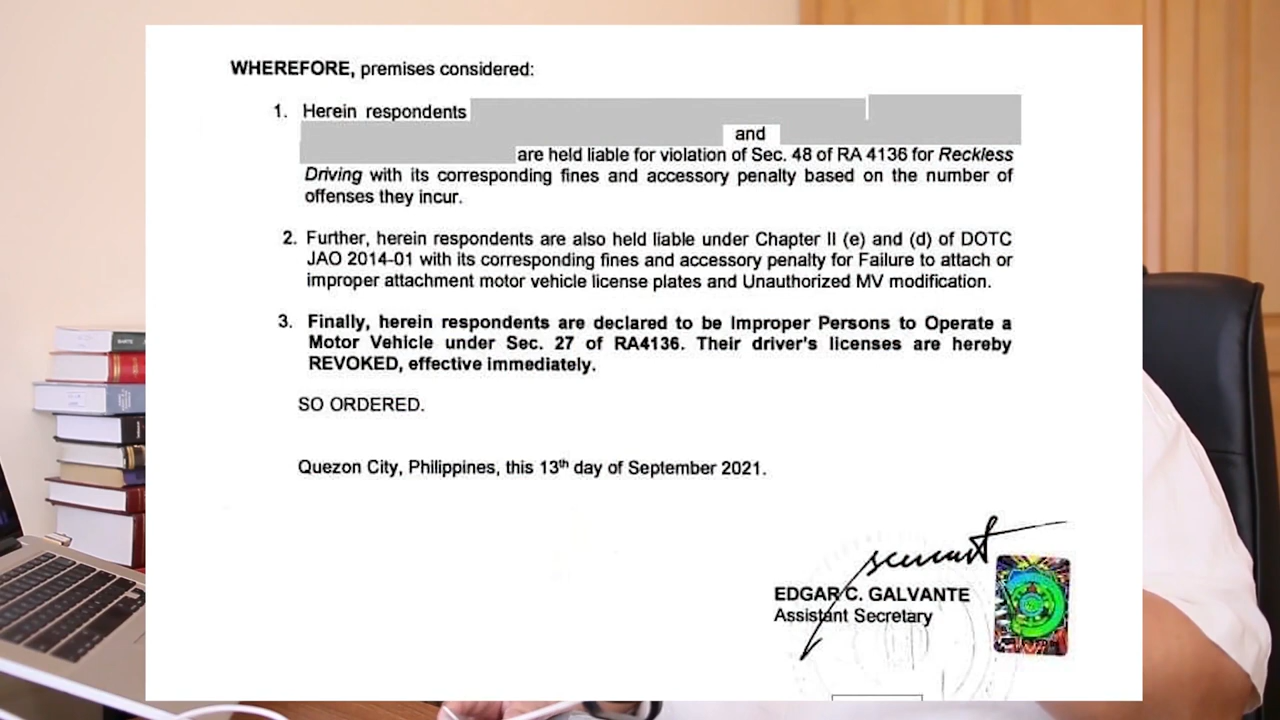 WHEREFORE, premises considered:
1. Herein respondents
and
are held liable for violation of Sec. 48 of RA 4136 for Reckless
Driving with its corresponding fines and accessory penalty based on the number of
offenses they incur.
2. Further, herein respondents are also held liable under Chapter II (e) and (d) of DOTC
JAO 2014-01 with its corresponding fines and accessory penalty for Failure to attach or
improper attachment motor vehicle license plates and Unauthorized MV modification.
3. Finally, herein respondents are declared to be Improper Persons to Operate a
Motor Vehicle under Sec. 27 of RA4136. Their driver's licenses are hereby
REVOKED, effective immediately.
SO ORDERED.
Quezon City, Philippines, this 13th day of September 2021.
EDGAR C. GALVANTE
Assistant Secretary